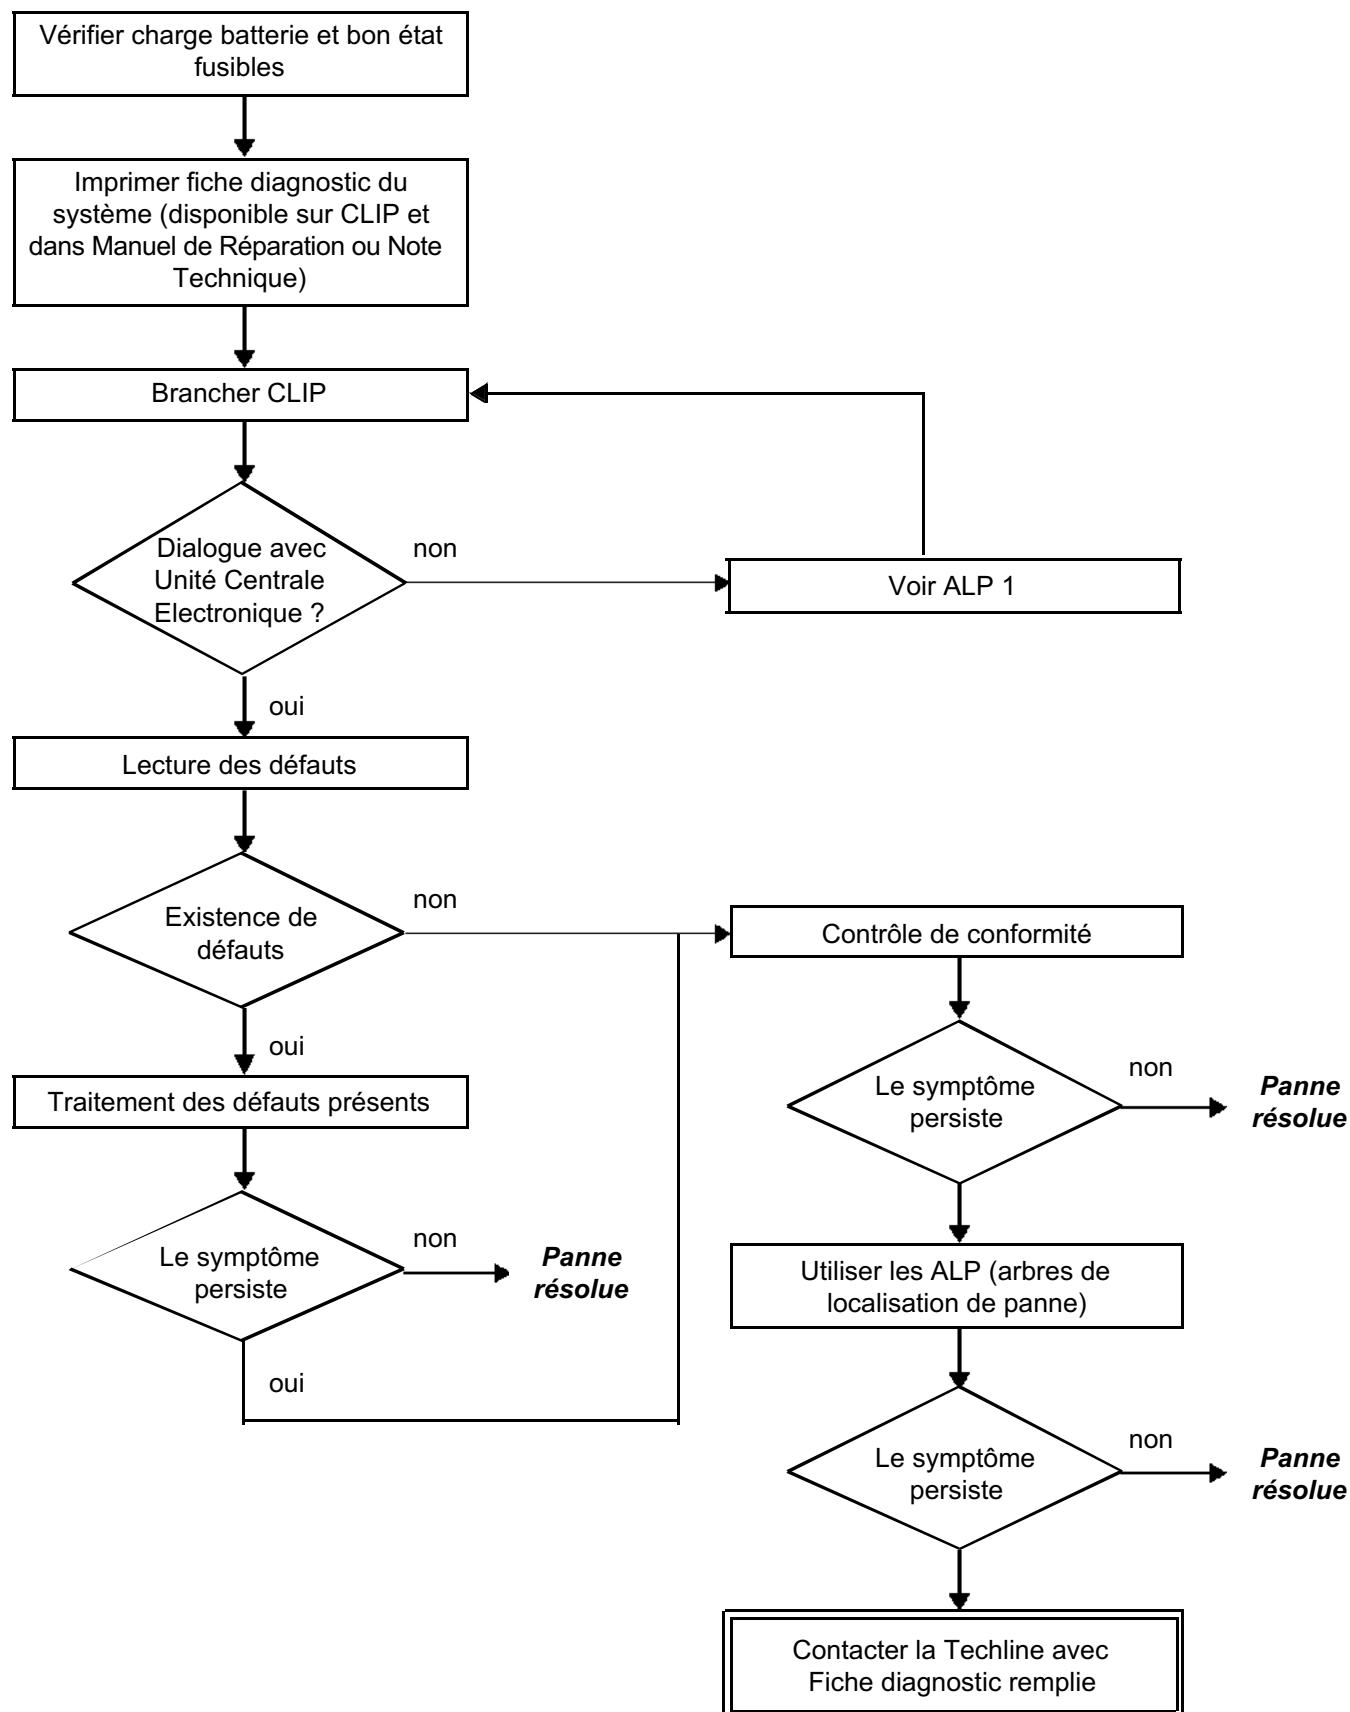 Vérifier charge batterie et bon état
fusibles
Imprimer fiche diagnostic du
système (disponible sur CLIP et
dans Manuel de Réparation ou Note
Technique)
Brancher CLIP
Dialogue avec
Unité Centrale
Electronique ?
non
Voir ALP 1
oui
Lecture des défauts
Existence de
défauts
non
Contrôle de conformité
oui
Traitement des défauts présents
Le symptôme
persiste
non
Panne
résolue
Le symptôme
persiste
non
Panne
résolue
oui
Utiliser les ALP (arbres de
localisation de panne)
Le symptôme
persiste
non
Panne
résolue
Contacter la Techline avec
Fiche diagnostic remplie